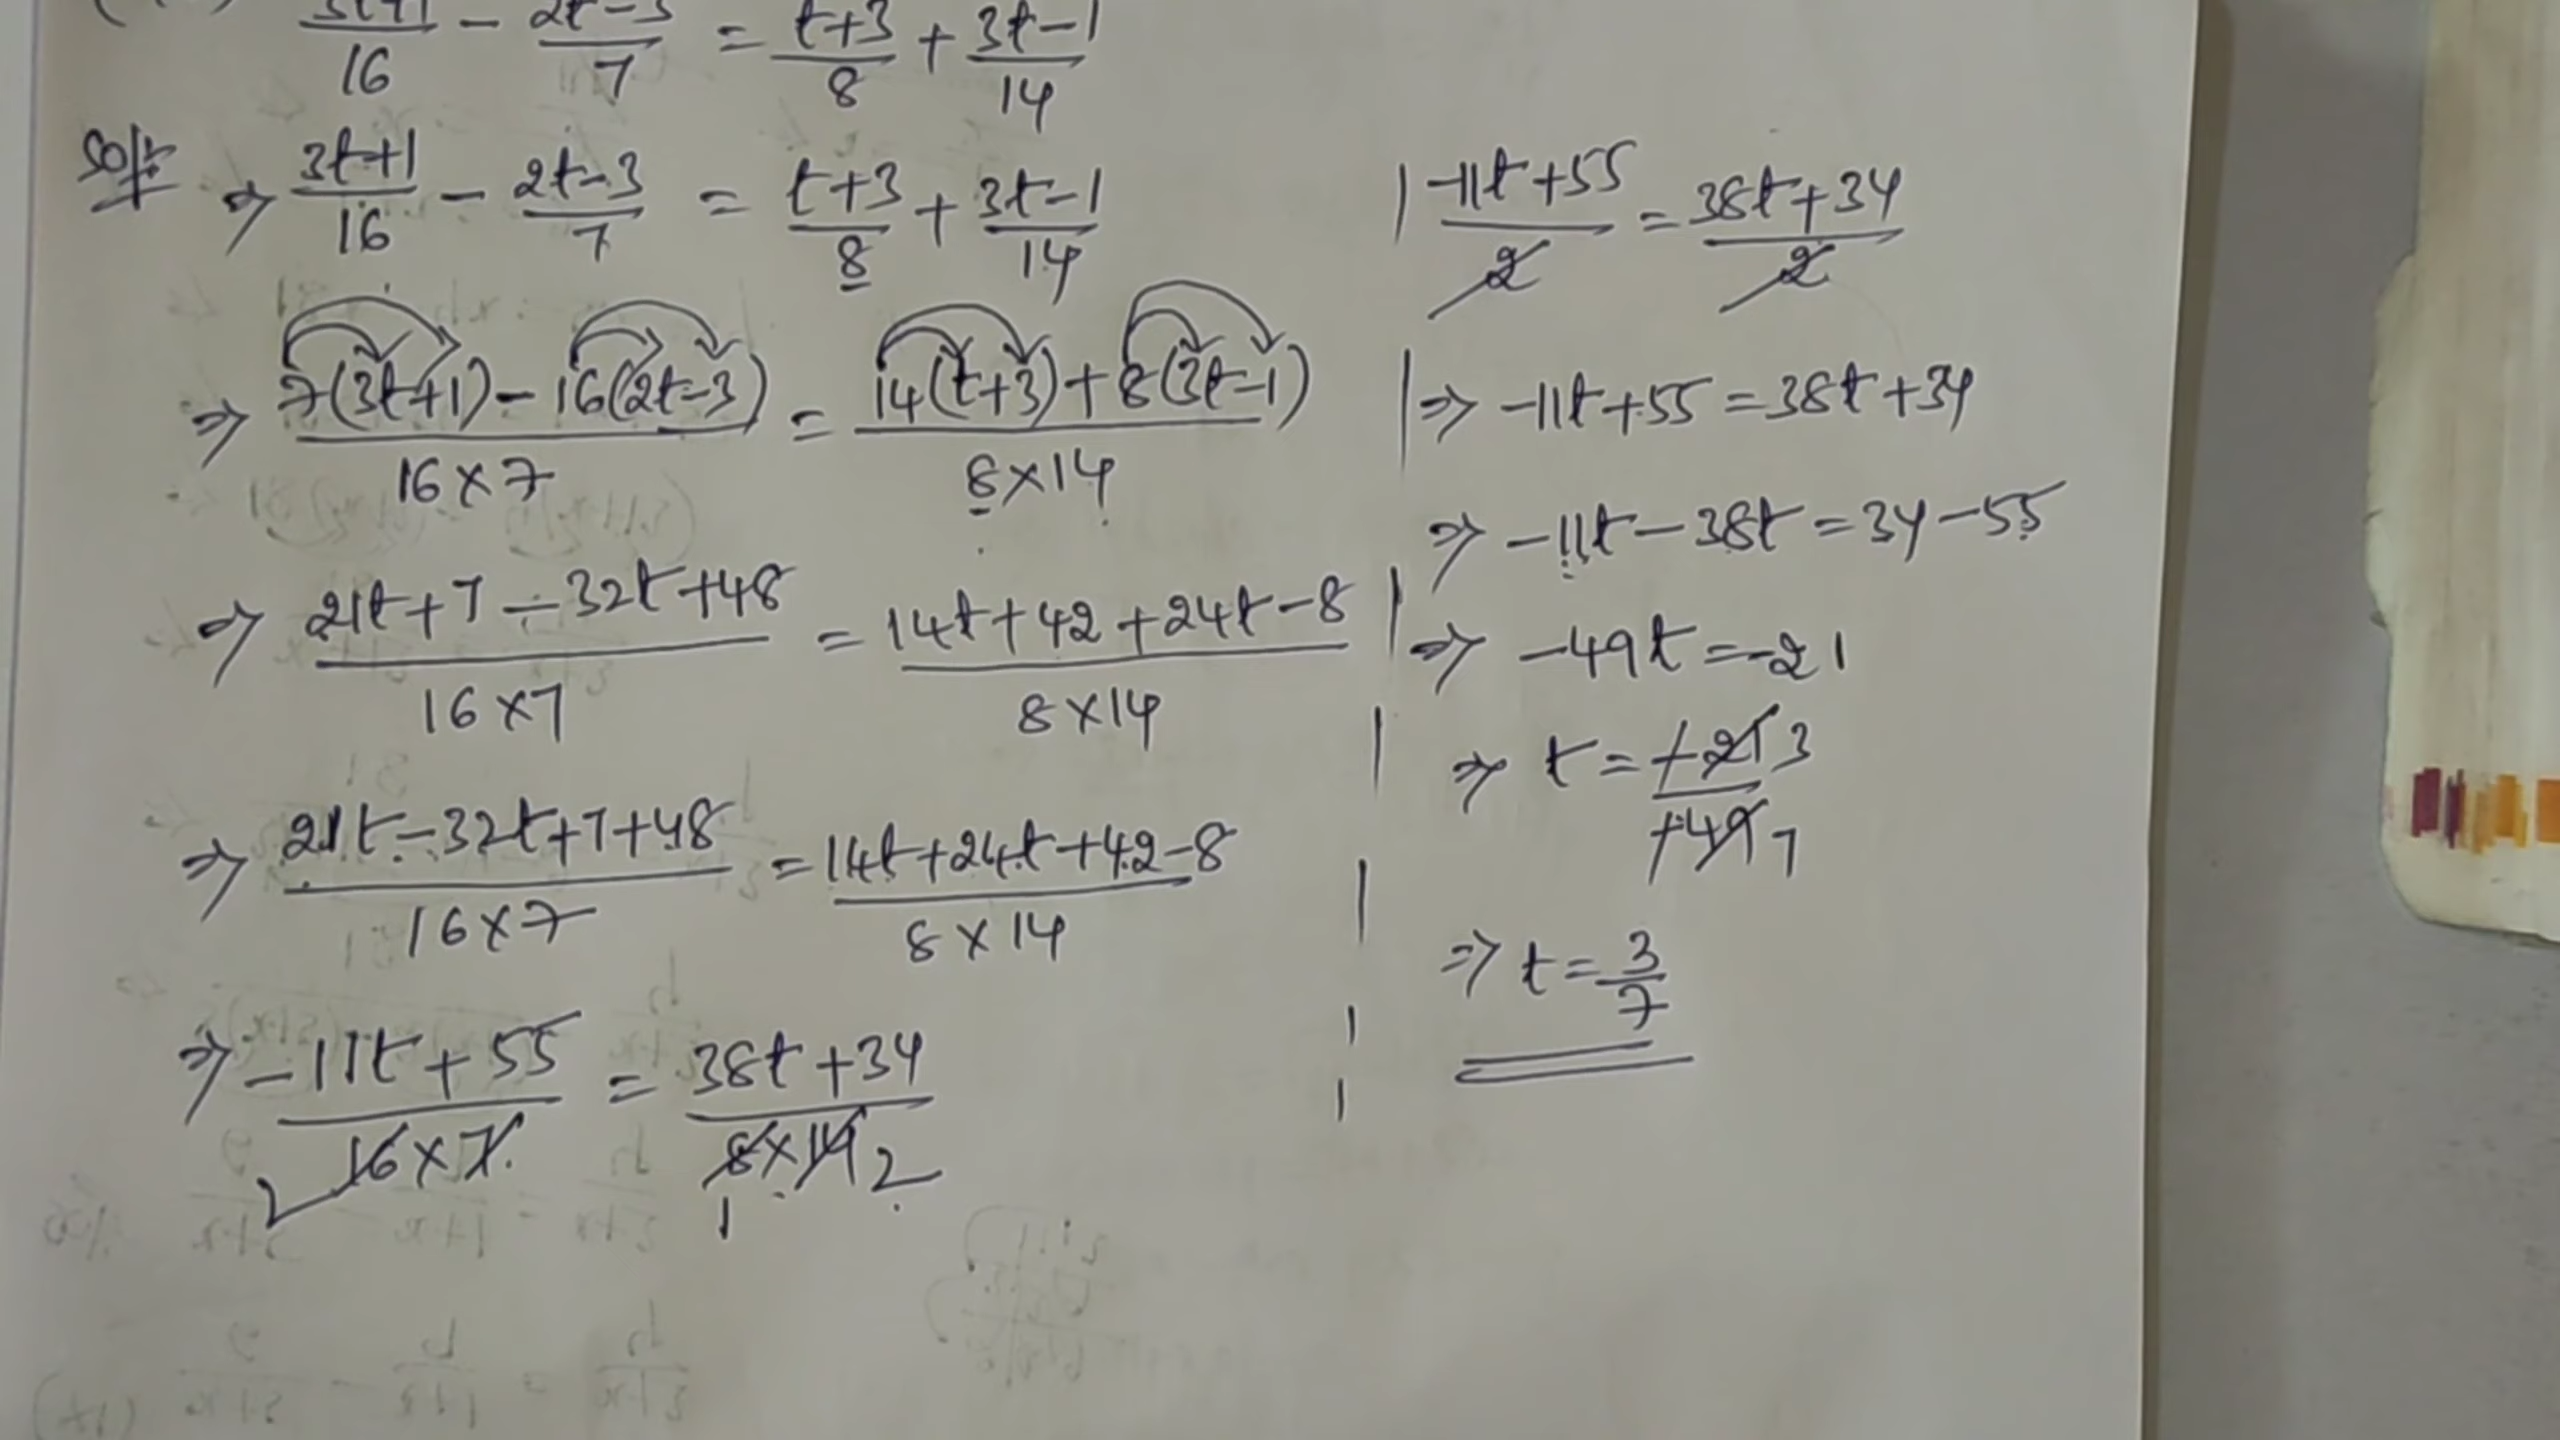 (3t+1)/16 - (2t-3)/7 = (t+3)/8 + (3t-1)/14
Sol:
⇒ (3t+1)/16 - (2t-3)/7 = (t+3)/8 + (3t-1)/14
⇒ (7(3t+1) - 16(2t-3))/(16×7) = (14(t+3) + 8(3t-1))/(8×14)
⇒ (21t+7-32t+48)/(16×7) = (14t+42+24t-8)/(8×14)
⇒ (21t-32t+7+48)/(16×7) = (14t+24t+42-8)/(8×14)
⇒ (-11t+55)/(16×7) = (38t+34)/(8×14) 2 1 2
(-11t+55)/2 = (38t+34)/2
⇒ -11t+55 = 38t+34
⇒ -11t-38t = 34-55
⇒ -49t = -21
⇒ t = +21/+49 3 7
⇒ t = 3/7